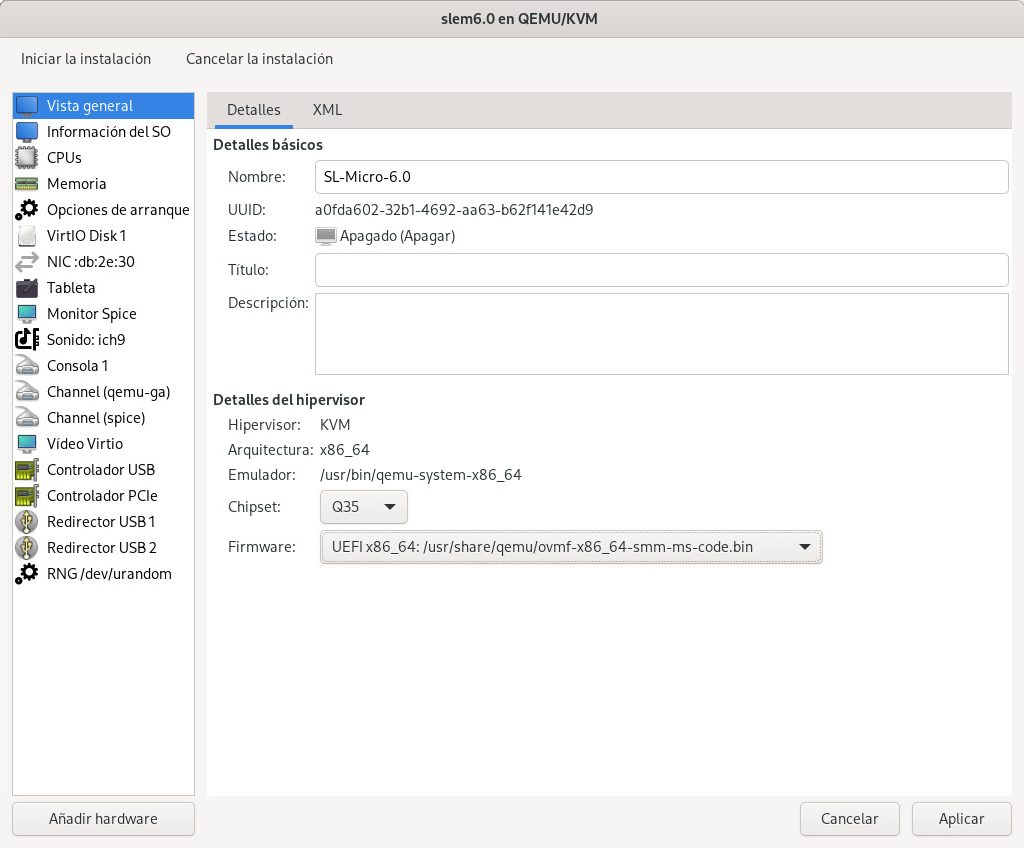 slem6.0 en QEMU/KVM
Iniciar la instalación Cancelar la instalación
Vista general
Información del SO
CPUs
Memoria
Opciones de arranque
VirtIO Disk 1
NIC :db:2e:30
Tableta
Monitor Spice
Sonido: ich9
Consola 1
Channel (qemu-ga)
Channel (spice)
Vídeo Virtio
Controlador USB
Controlador PCIe
Redirector USB 1
Redirector USB 2
RNG /dev/urandom
Añadir hardware
Detalles XML
Detalles básicos
Nombre: SL-Micro-6.0
UUID: a0fda602-32b1-4692-aa63-b62f141e42d9
Estado: Apagado (Apagar)
Título:
Descripción:
Detalles del hipervisor
Hipervisor: KVM
Arquitectura: x86_64
Emulador: /usr/bin/qemu-system-x86_64
Chipset: Q35
Firmware: UEFI x86_64: /usr/share/qemu/ovmf-x86_64-smm-ms-code.bin
Cancelar Aplicar